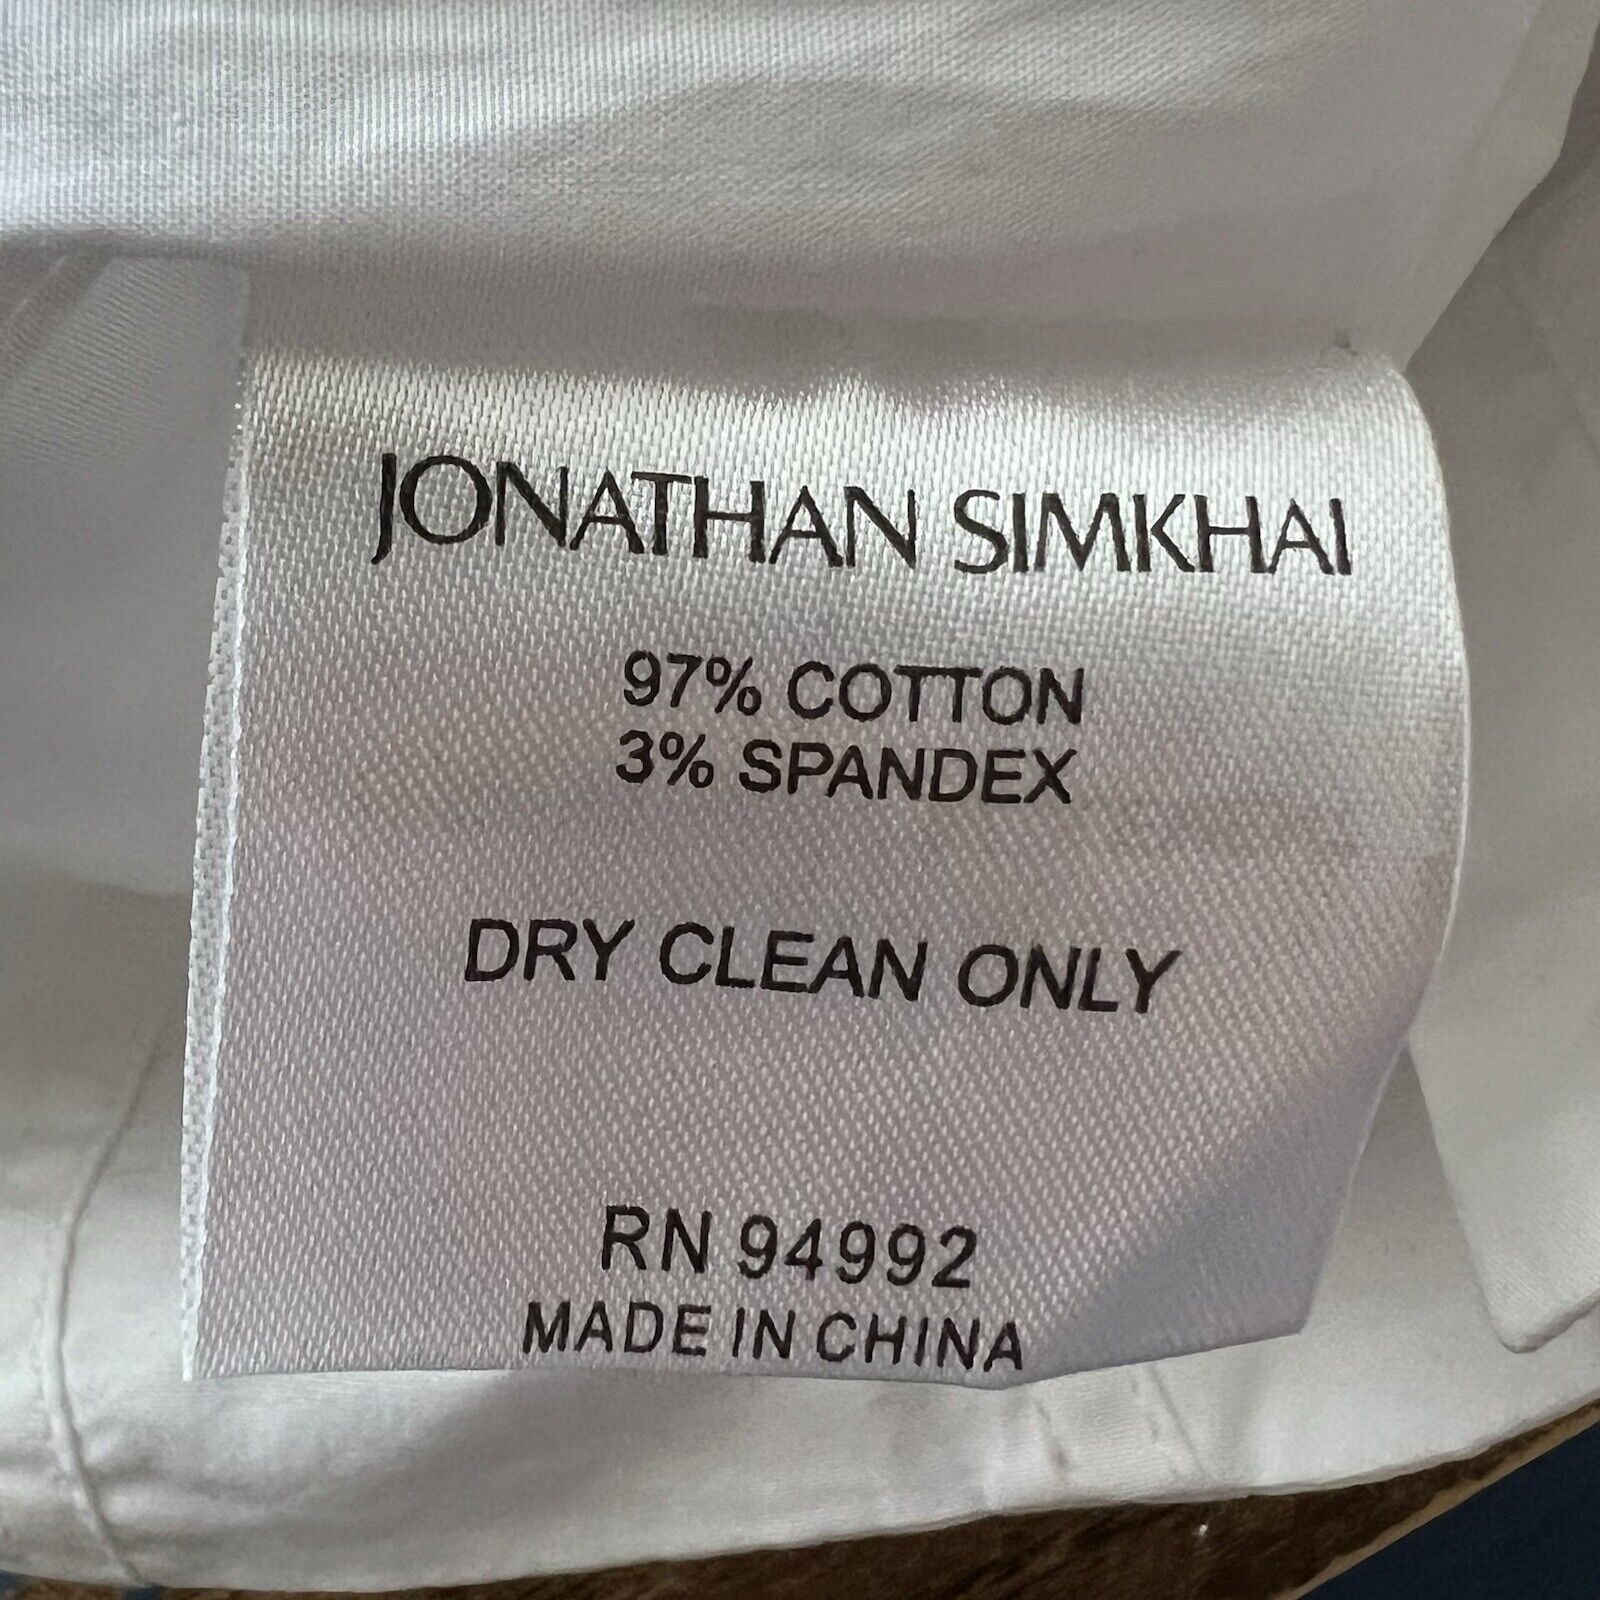 JONATHAN SIMKHAI
97% COTTON
3% SPANDEX
DRY CLEAN ONLY
RN 94992
MADE IN CHINA